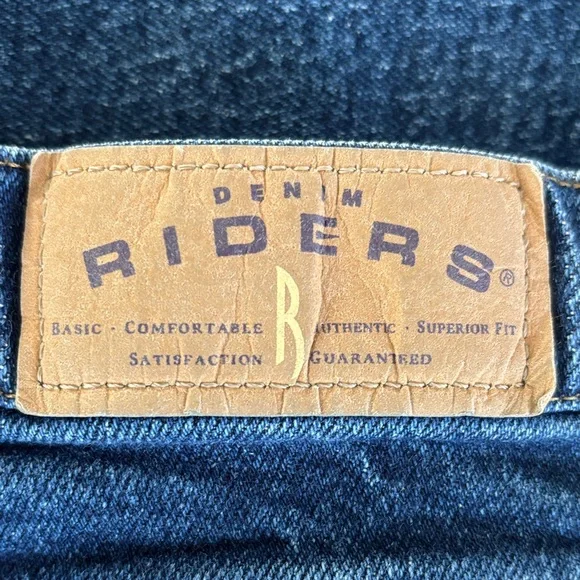 DENIM
RIDERS®
BASIC · COMFORTABLE R AUTHENTIC · SUPERIOR FIT
SATISFACTION GUARANTEED